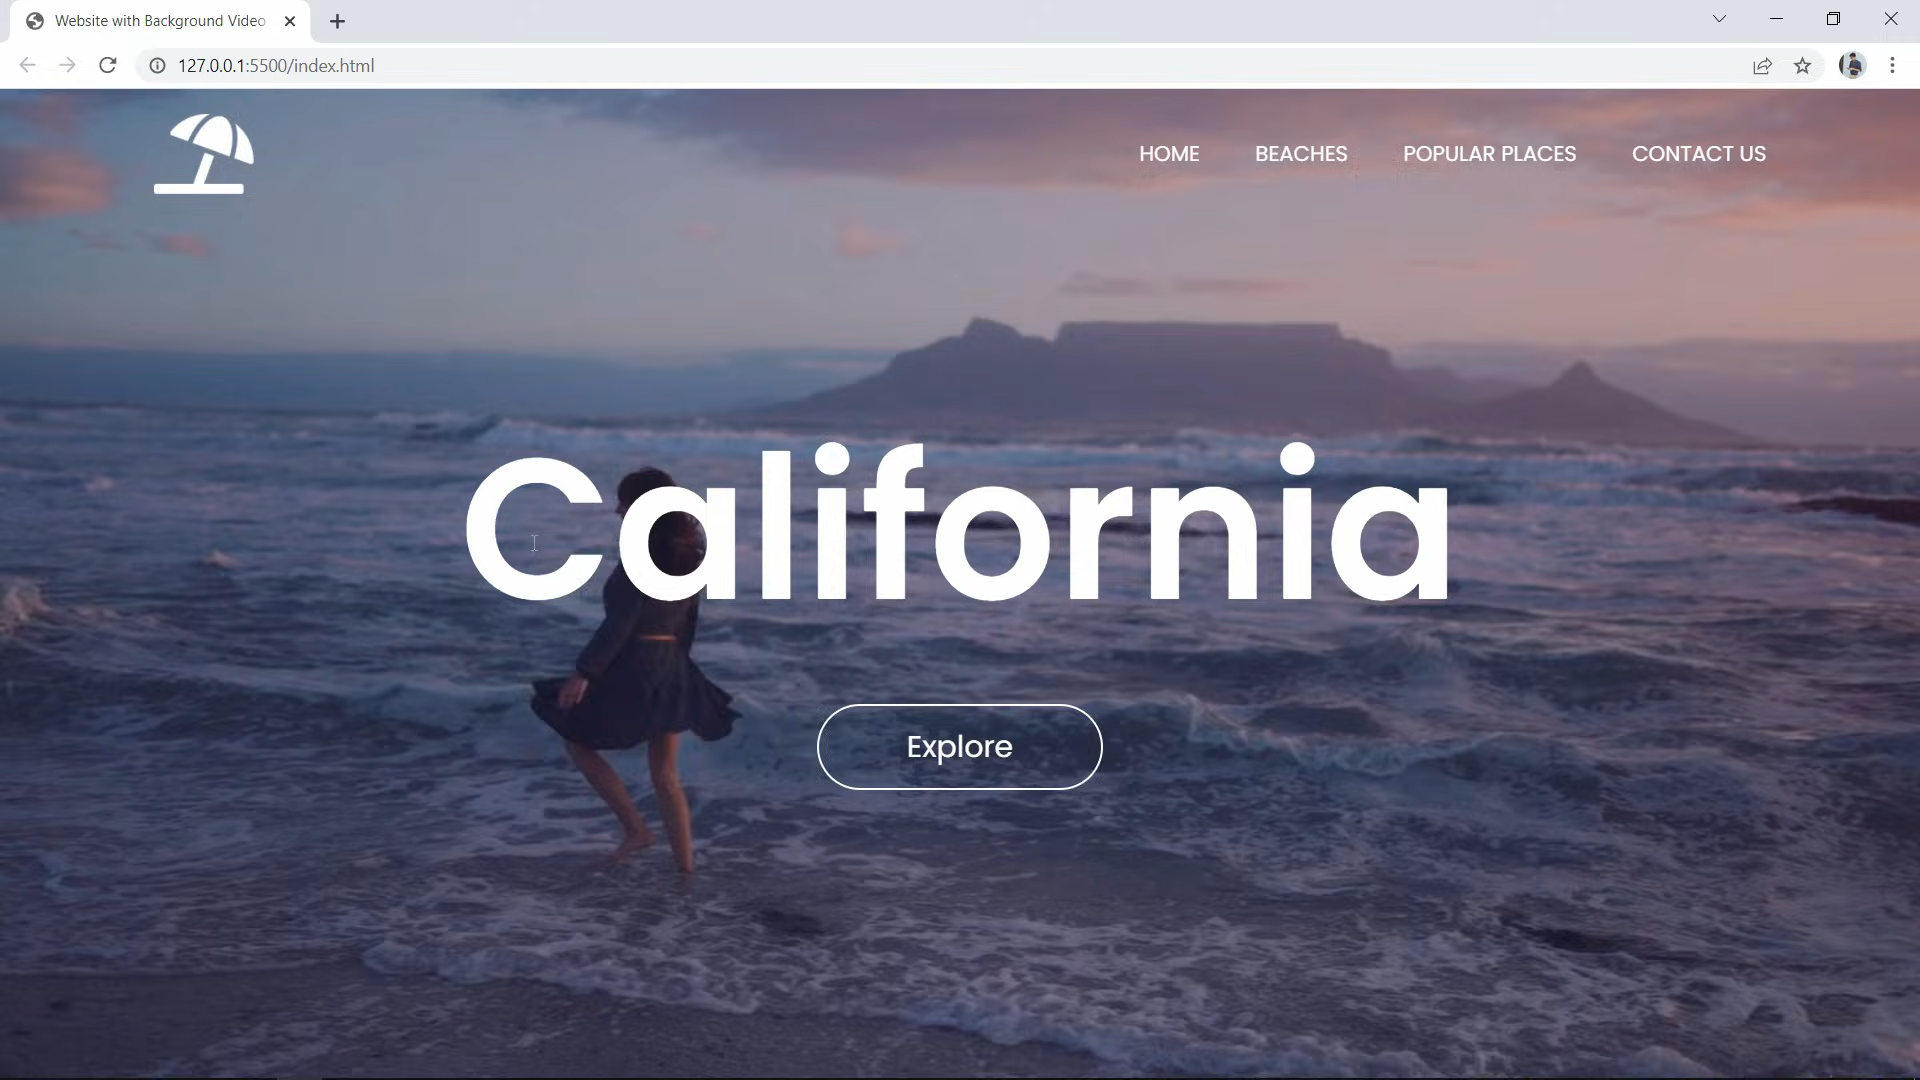 Website with Background Video
127.0.0.1:5500/index.html
HOME BEACHES POPULAR PLACES CONTACT US
California
Explore